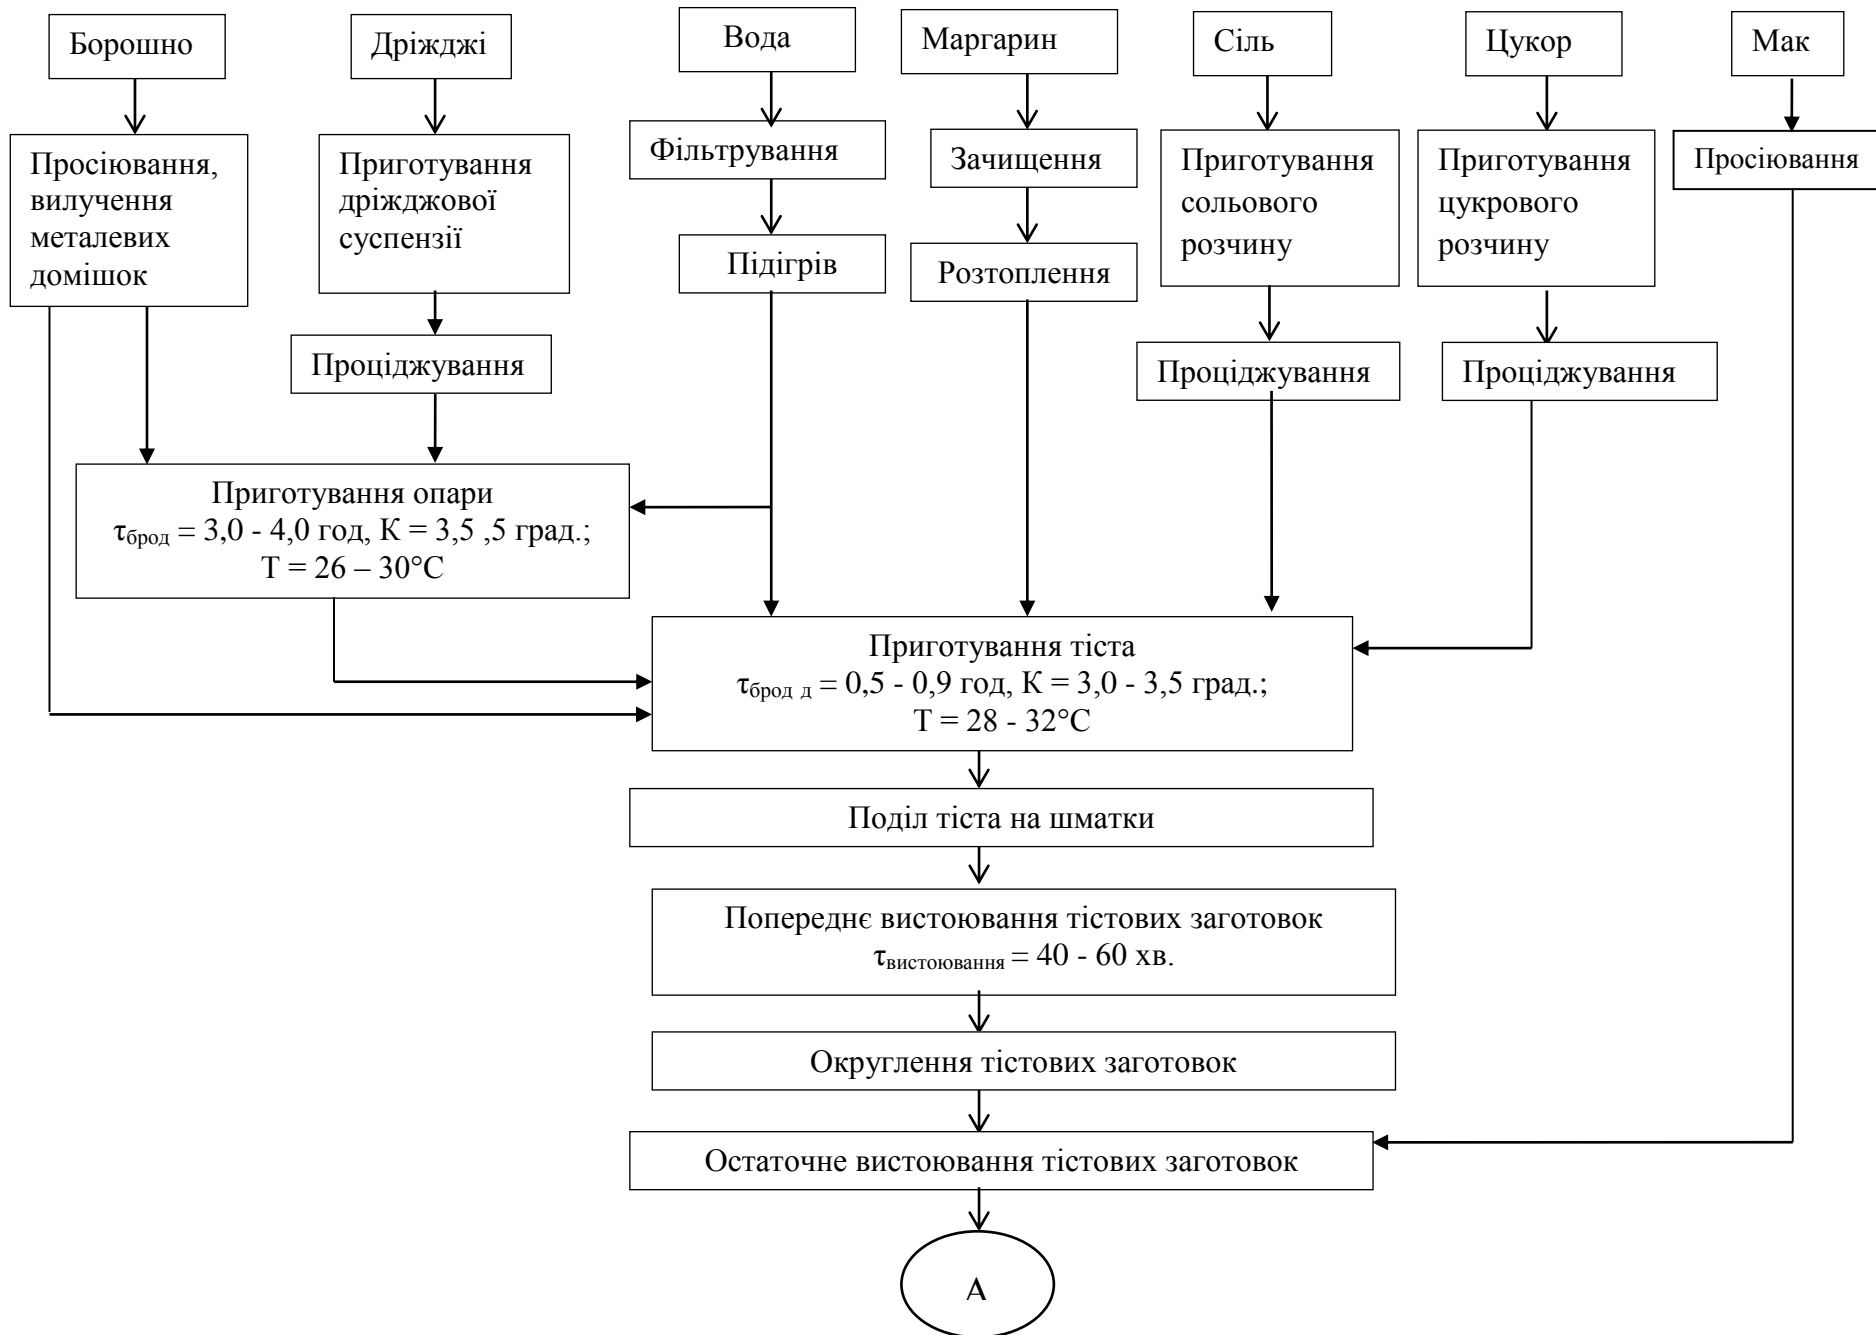 Борошно
Дріжджі
Вода
Маргарин
Сіль
Цукор
Мак
Просіювання,
вилучення
металевих
домішок
Приготування
дріжджової
суспензії
Фільтрування
Зачищення
Приготування
сольового
розчину
Приготування
цукрового
розчину
Просіювання
Підігрів
Розтоплення
Проціджування
Проціджування
Проціджування
Приготування опари
τброд = 3,0 - 4,0 год, К = 3,5 ,5 град.;
Т = 26 – 30°С
Приготування тіста
τброд д = 0,5 - 0,9 год, К = 3,0 - 3,5 град.;
Т = 28 - 32°С
Поділ тіста на шматки
Попереднє вистоювання тістових заготовок
τвистоювання = 40 - 60 хв.
Округлення тістових заготовок
Остаточне вистоювання тістових заготовок
А